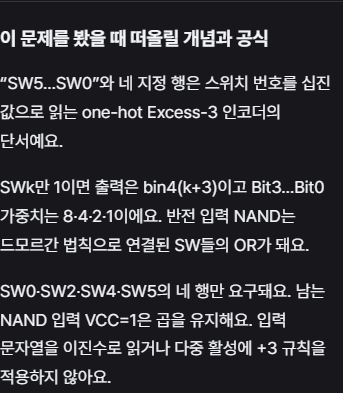 이 문제를 봤을 때 떠올릴 개념과 공식
“SW5…SW0”와 네 지정 행은 스위치 번호를 십진
값으로 읽는 one-hot Excess-3 인코더의
단서예요.
SWk만 1이면 출력은 bin4(k+3)이고 Bit3…Bit0
가중치는 8·4·2·1이에요. 반전 입력 NAND는
드모르간 법칙으로 연결된 SW들의 OR가 돼요.
SW0·SW2·SW4·SW5의 네 행만 요구돼요. 남는
NAND 입력 VCC=1은 곱을 유지해요. 입력
문자열을 이진수로 읽거나 다중 활성에 +3 규칙을
적용하지 않아요.